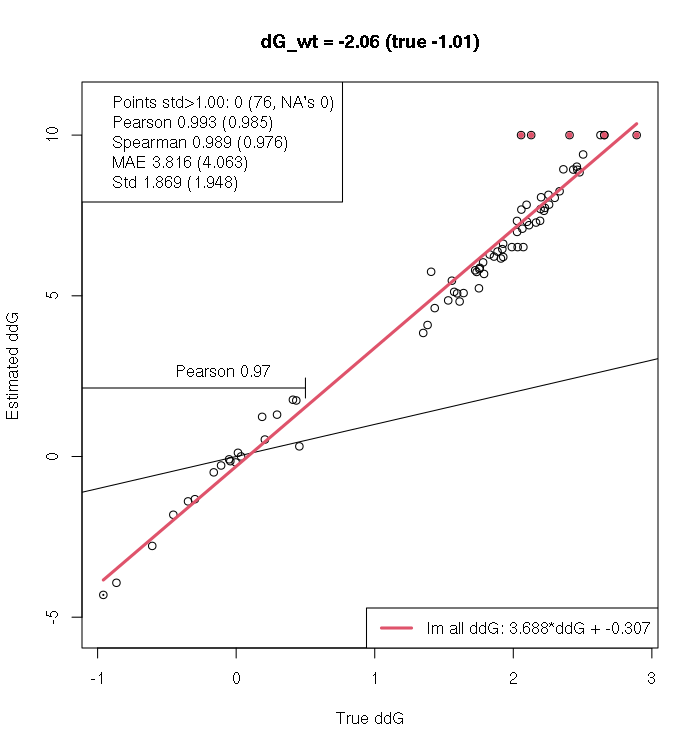 dG_wt = -2.06 (true -1.01)
Points std>1.00: 0 (76, NA's 0)
Pearson 0.993 (0.985)
Spearman 0.989 (0.976)
MAE 3.816 (4.063)
Std 1.869 (1.948)
10
5
0
-5
Estimated ddG
Pearson 0.97
lm all ddG: 3.688*ddG + -0.307
-1 0 1 2 3
True ddG